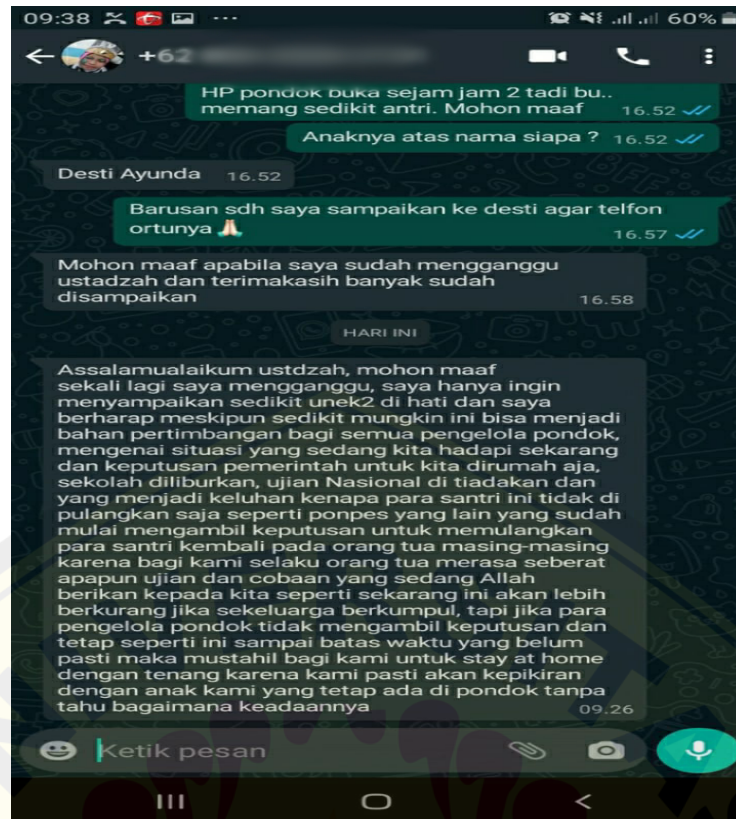 09:38 ... 60%
+62
HP pondok buka sejam jam 2 tadi bu..
memang sedikit antri. Mohon maaf 16.52
Anaknya atas nama siapa ? 16.52
Desti Ayunda 16.52
Barusan sdh saya sampaikan ke desti agar telfon
ortunya 🙏🏻
16.57
Mohon maaf apabila saya sudah mengganggu
ustadzah dan terimakasih banyak sudah
disampaikan 16.58
HARI INI
Assalamualaikum ustdzah, mohon maaf
sekali lagi saya mengganggu, saya hanya ingin
menyampaikan sedikit unek2 di hati dan saya
berharap meskipun sedikit mungkin ini bisa menjadi
bahan pertimbangan bagi semua pengelola pondok,
mengenai situasi yang sedang kita hadapi sekarang
dan keputusan pemerintah untuk kita dirumah aja,
sekolah diliburkan, ujian Nasional di tiadakan dan
yang menjadi keluhan kenapa para santri ini tidak di
pulangkan saja seperti ponpes yang lain yang sudah
mulai mengambil keputusan untuk memulangkan
para santri kembali pada orang tua masing-masing
karena bagi kami selaku orang tua merasa seberat
apapun ujian dan cobaan yang sedang Allah
berikan kepada kita seperti sekarang ini akan lebih
berkurang jika sekeluarga berkumpul, tapi jika para
pengelola pondok tidak mengambil keputusan dan
tetap seperti ini sampai batas waktu yang belum
pasti maka mustahil bagi kami untuk stay at home
dengan tenang karena kami pasti akan kepikiran
dengan anak kami yang tetap ada di pondok tanpa
tahu bagaimana keadaannya 09.26
Ketik pesan